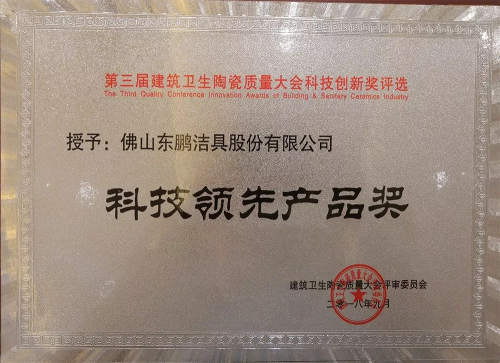 第三届建筑卫生陶瓷质量大会科技创新奖评选
The Third Quality Conference Innovation Awards of Building & Sanitary Ceramics Industry
授予：佛山东鹏洁具股份有限公司
科技领先产品奖
建筑卫生陶瓷质量大会评审委员会
二零一八年九月